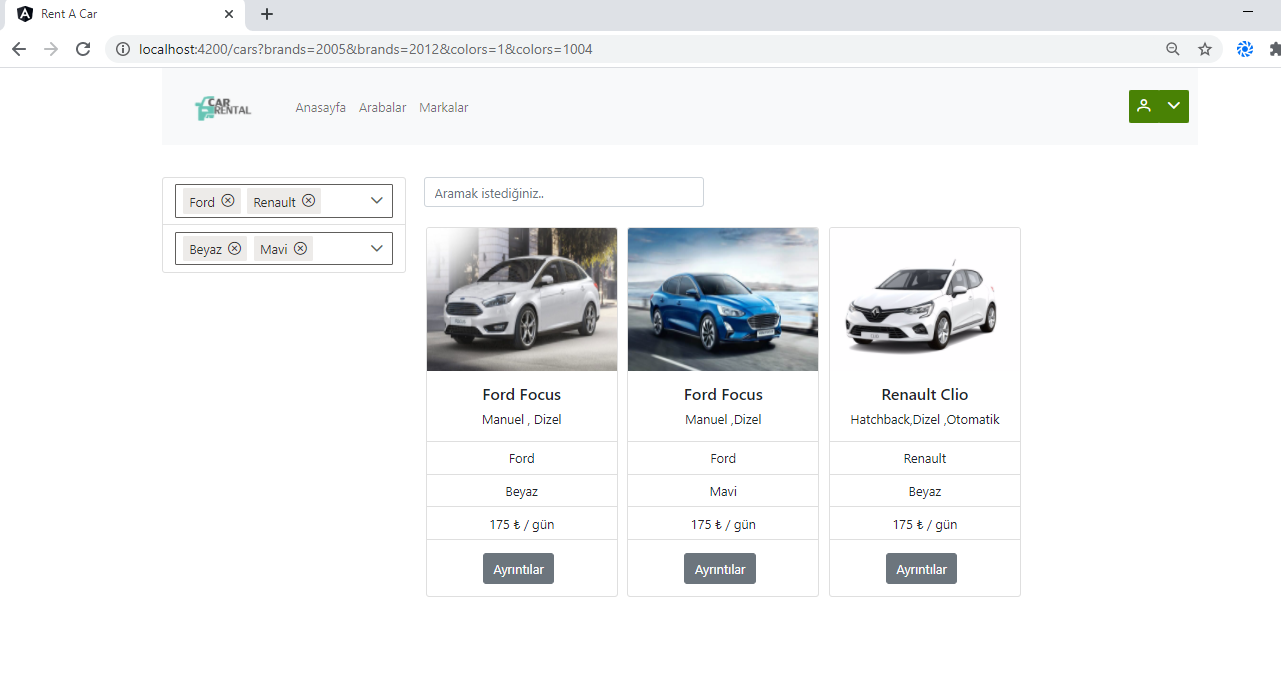 Rent A Car
localhost:4200/cars?brands=2005&brands=2012&colors=1&colors=1004
CAR RENTAL
Anasayfa Arabalar Markalar
Ford Renault
Beyaz Mavi
Aramak istediğiniz..
Ford Focus
Manuel , Dizel
Ford
Beyaz
175 ₺ / gün
Ayrıntılar
Ford Focus
Manuel ,Dizel
Ford
Mavi
175 ₺ / gün
Ayrıntılar
Renault Clio
Hatchback,Dizel ,Otomatik
Renault
Beyaz
175 ₺ / gün
Ayrıntılar